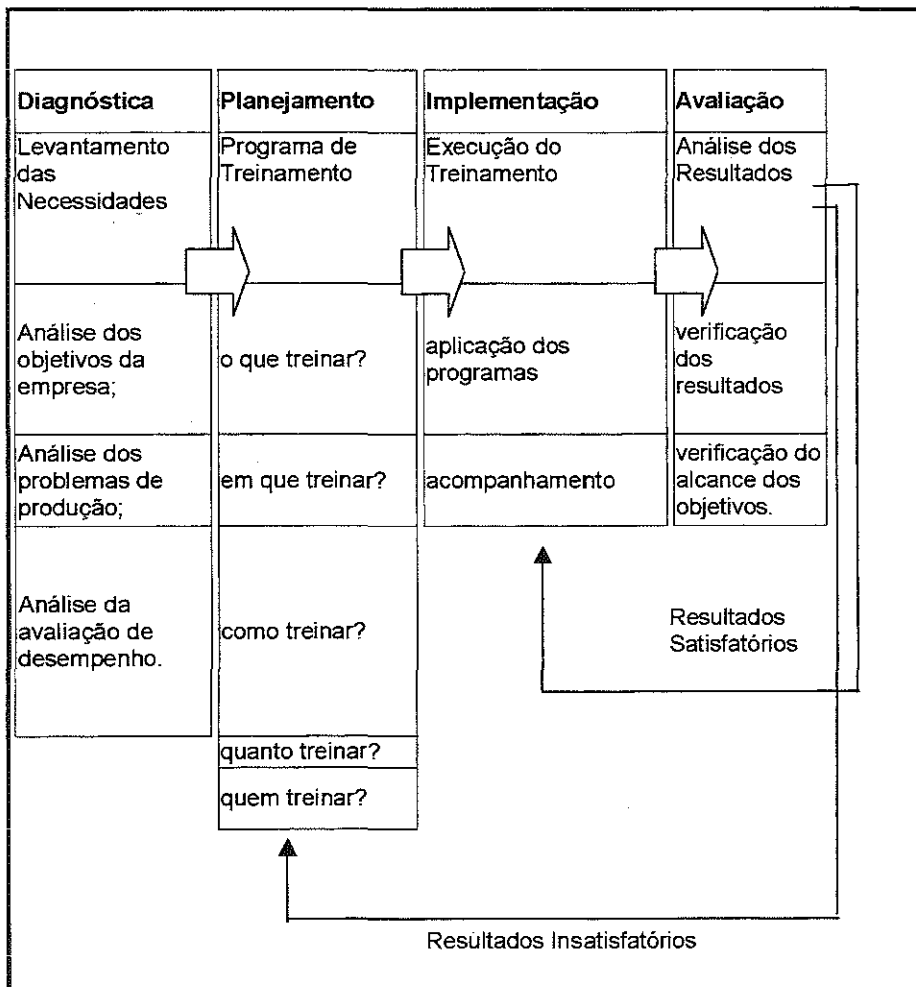 Diagnóstica
Levantamento
das
Necessidades
Análise dos
objetivos da
empresa;
Análise dos
problemas de
produção;
Análise da
avaliação de
desempenho.
Planejamento
Programa de
Treinamento
o que treinar?
em que treinar?
como treinar?
quanto treinar?
quem treinar?
Implementação
Execução do
Treinamento
aplicação dos
programas
acompanhamento
Avaliação
Análise dos
Resultados
verificação
dos
resultados
verificação do
alcance dos
objetivos.
Resultados
Satisfatórios
Resultados Insatisfatórios